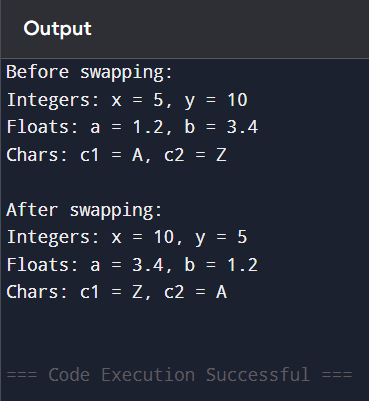 Output
Before swapping:
Integers: x = 5, y = 10
Floats: a = 1.2, b = 3.4
Chars: c1 = A, c2 = Z
After swapping:
Integers: x = 10, y = 5
Floats: a = 3.4, b = 1.2
Chars: c1 = Z, c2 = A
=== Code Execution Successful ===